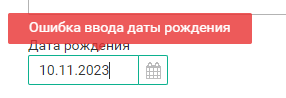 Ошибка ввода даты рождения
Дата рождения
10.11.2023